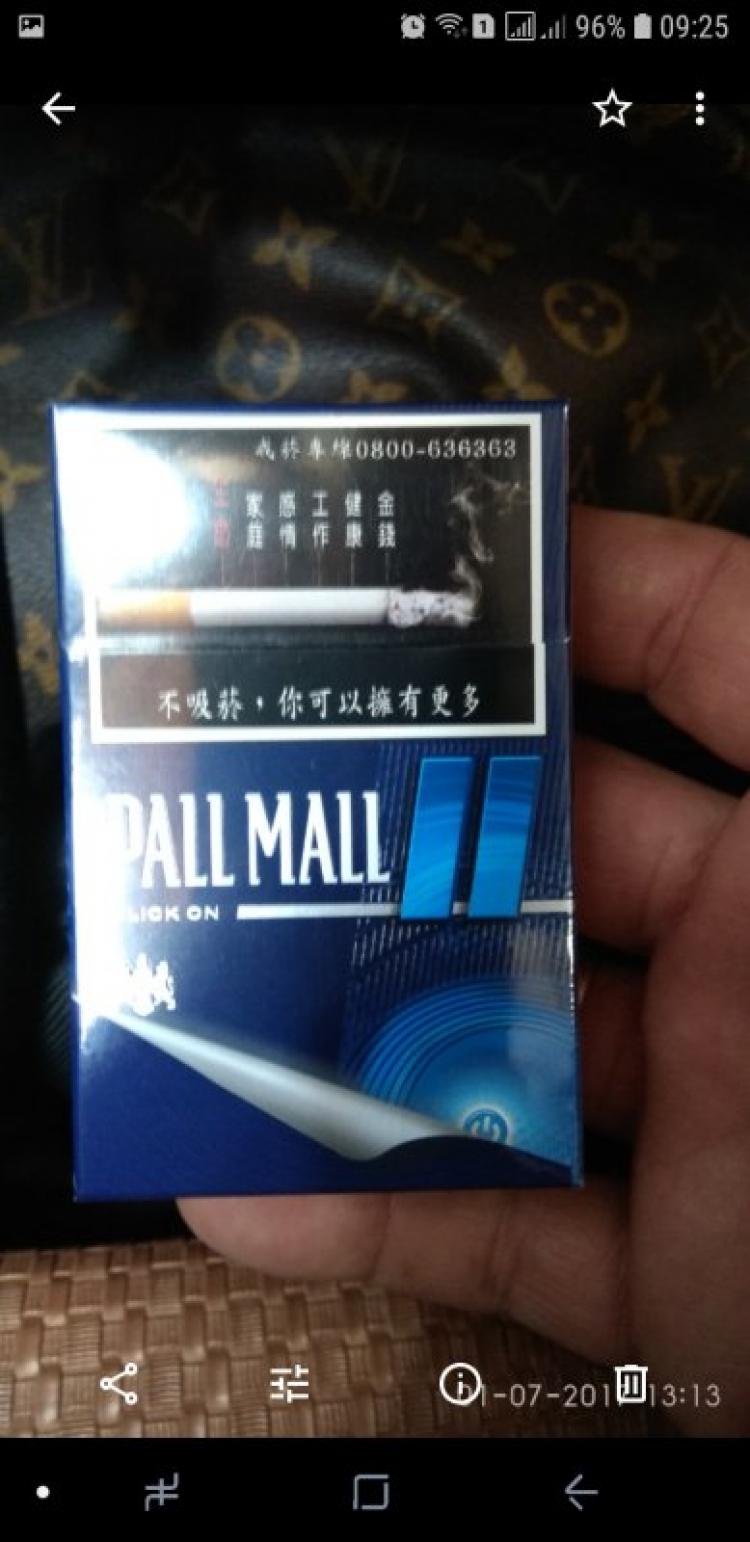 1
96%
09:25
戒菸專線0800-636363
家庭
感情
工作
健康
金錢
不吸菸，你可以擁有更多
PALL MALL
LICK ON
13:13